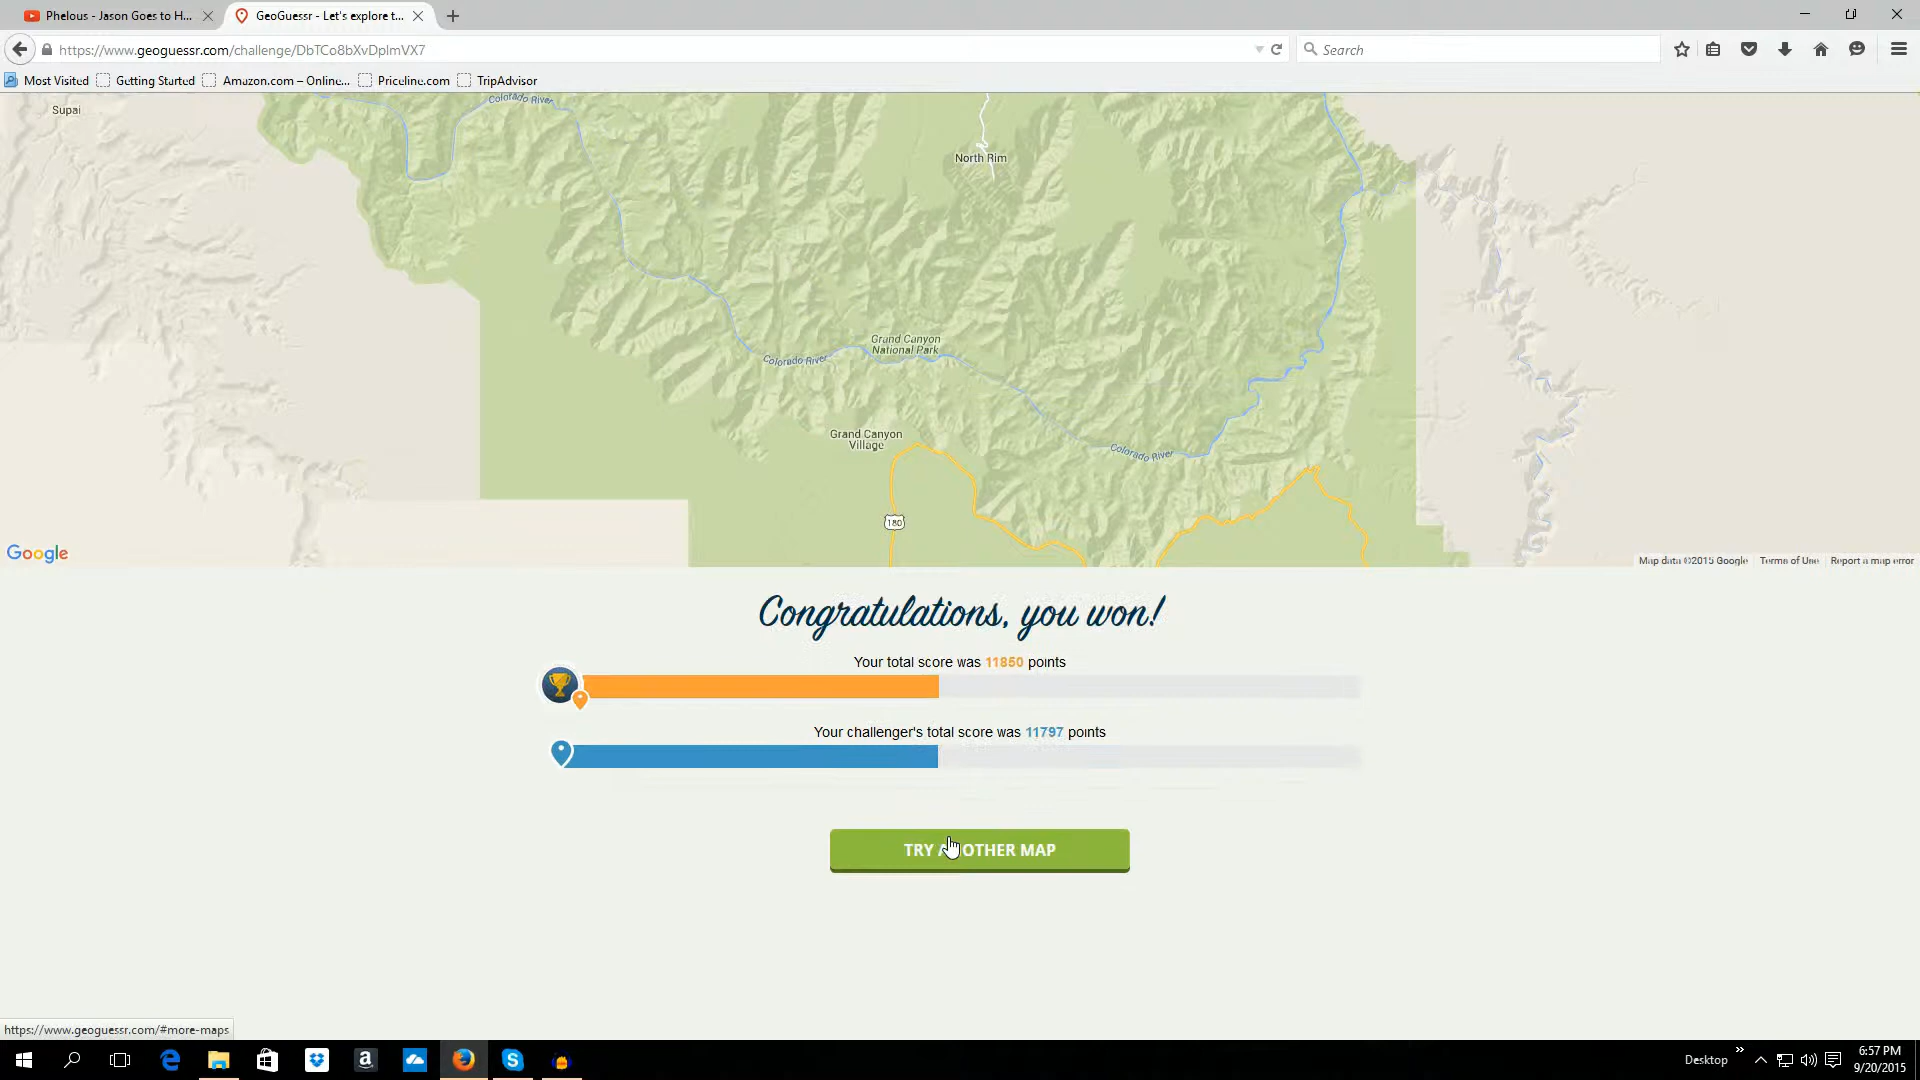 Phelous - Jason Goes to H...
GeoGuessr - Let's explore t...
https://www.geoguessr.com/challenge/DbTCo8bXvDplmVX7
Search
Most Visited
Getting Started
Amazon.com – Online...
Priceline.com
TripAdvisor
Supai
Colorado River
North Rim
Grand Canyon
National Park
Colorado River
Grand Canyon
Village
Colorado River
180
Google
Map data ©2015 Google
Terms of Use
Report a map error
Congratulations, you won!
Your total score was 11850 points
Your challenger's total score was 11797 points
TRY OTHER MAP
https://www.geoguessr.com/#more-maps
Desktop
6:57 PM
9/20/2015